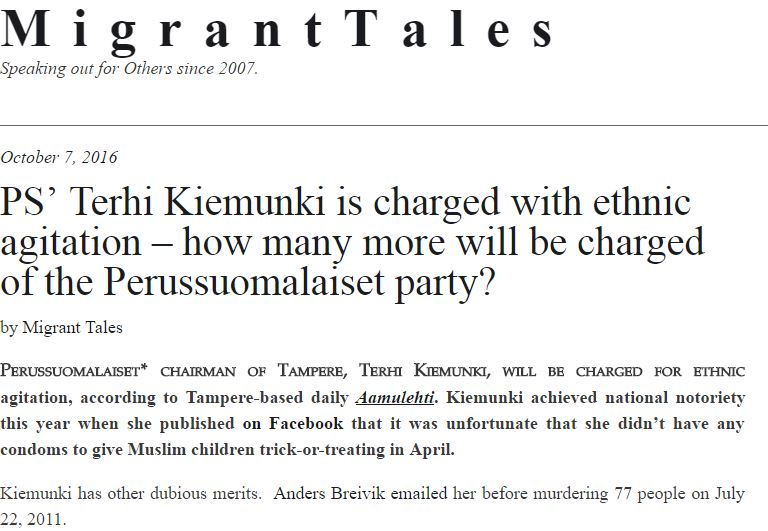 MigrantTales
Speaking out for Others since 2007.
October 7, 2016
PS’ Terhi Kiemunki is charged with ethnic
agitation – how many more will be charged
of the Perussuomalaiset party?
by Migrant Tales
Perussuomalaiset* chairman of Tampere, Terhi Kiemunki, will be charged for ethnic
agitation, according to Tampere-based daily Aamulehti. Kiemunki achieved national notoriety
this year when she published on Facebook that it was unfortunate that she didn’t have any
condoms to give Muslim children trick-or-treating in April.
Kiemunki has other dubious merits.  Anders Breivik emailed her before murdering 77 people on July
22, 2011.